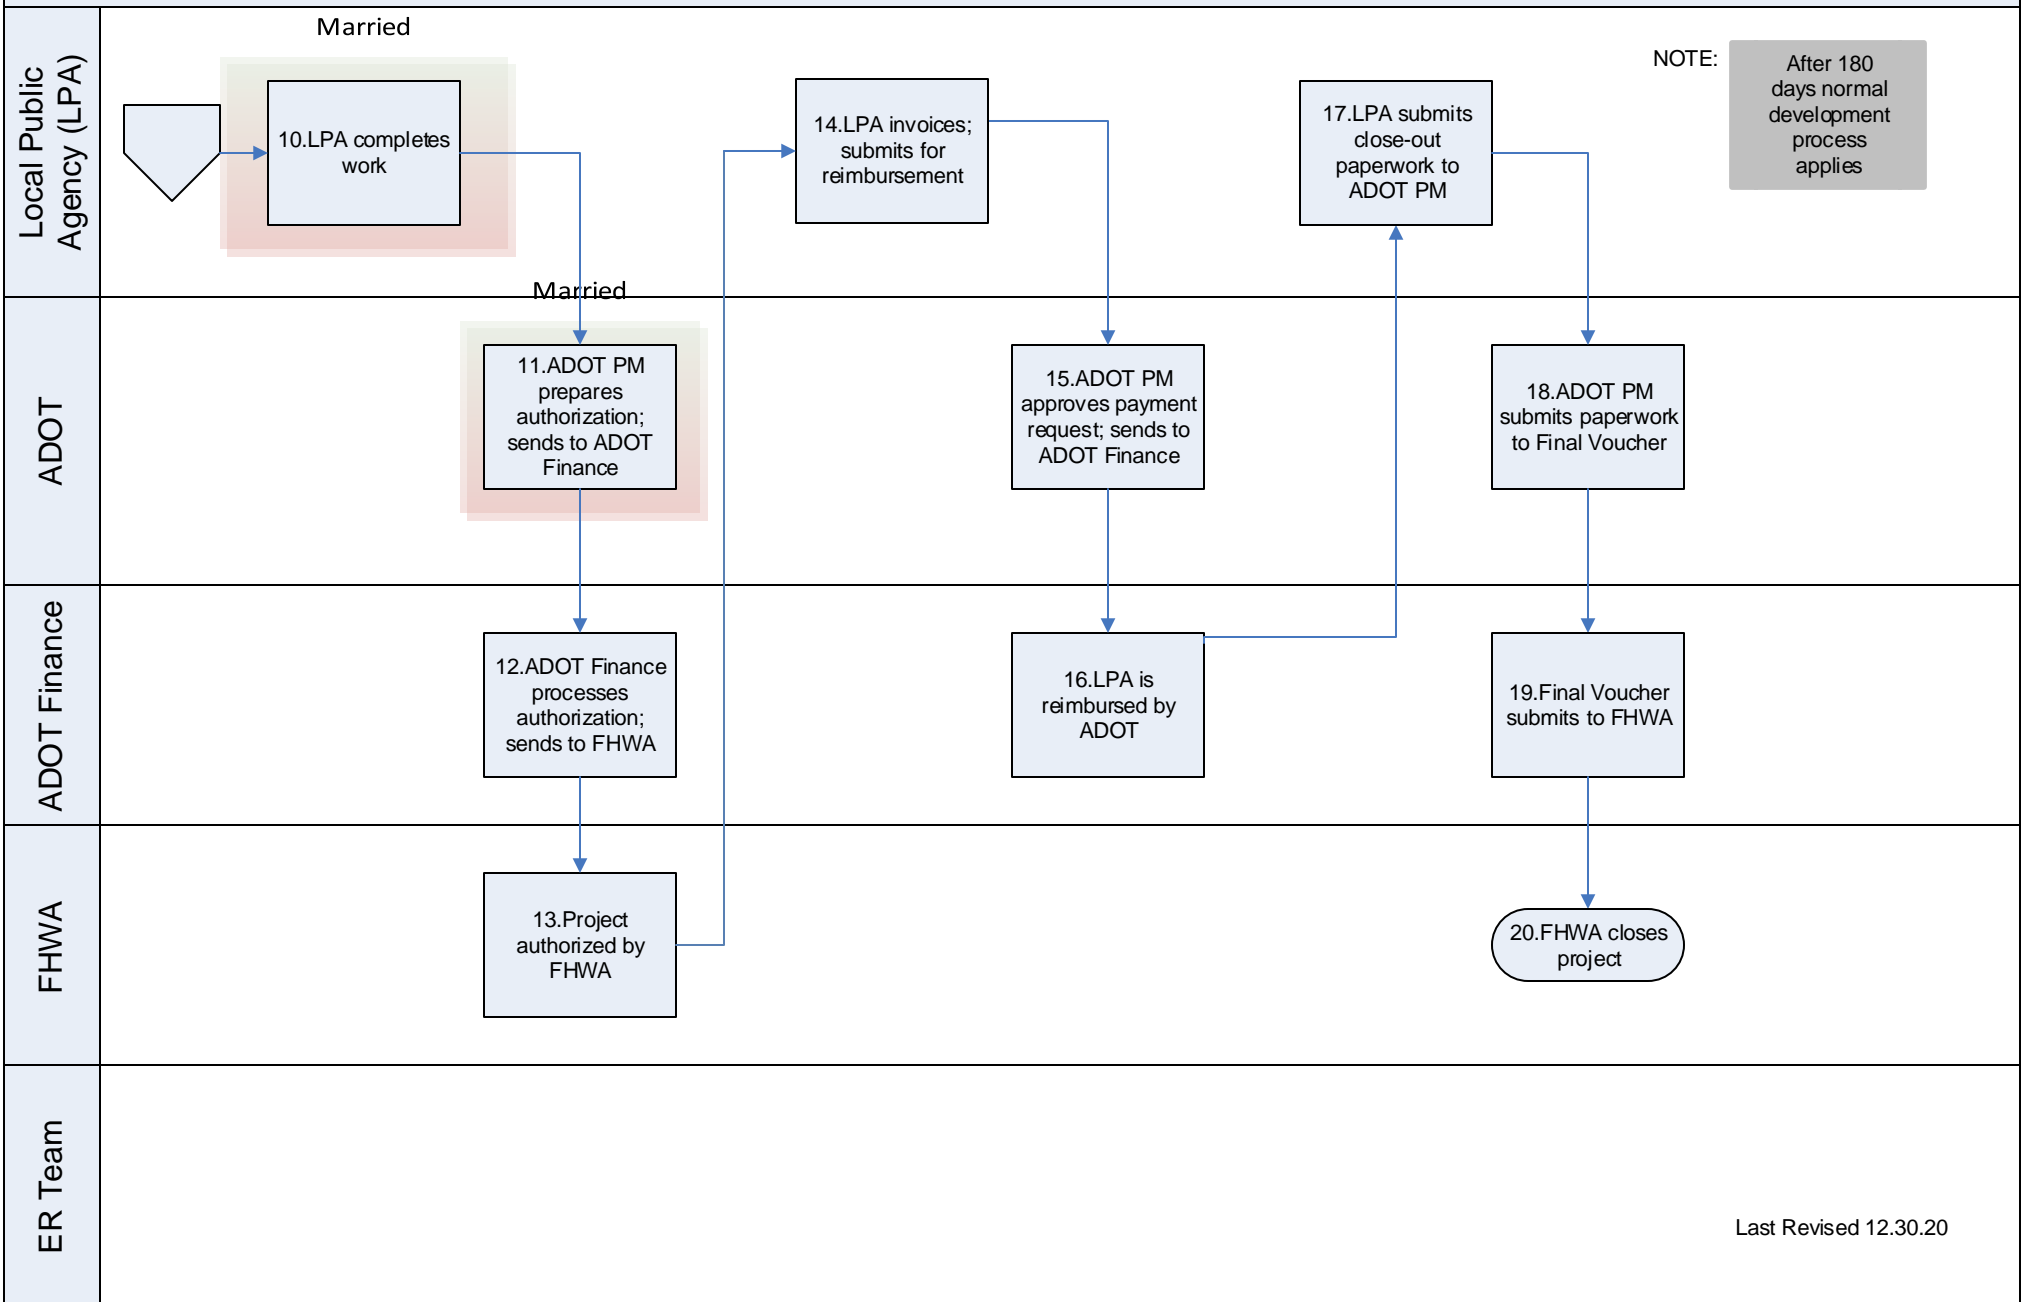 Local Public
Agency (LPA)
Married
10.LPA completes
work
14.LPA invoices;
submits for
reimbursement
17.LPA submits
close-out
paperwork to
ADOT PM
NOTE:
After 180
days normal
development
process
applies
ADOT
Married
11.ADOT PM
prepares
authorization;
sends to ADOT
Finance
15.ADOT PM
approves payment
request; sends to
ADOT Finance
18.ADOT PM
submits paperwork
to Final Voucher
ADOT Finance
12.ADOT Finance
processes
authorization;
sends to FHWA
16.LPA is
reimbursed by
ADOT
19.Final Voucher
submits to FHWA
FHWA
13.Project
authorized by
FHWA
20.FHWA closes
project
ER Team
Last Revised 12.30.20